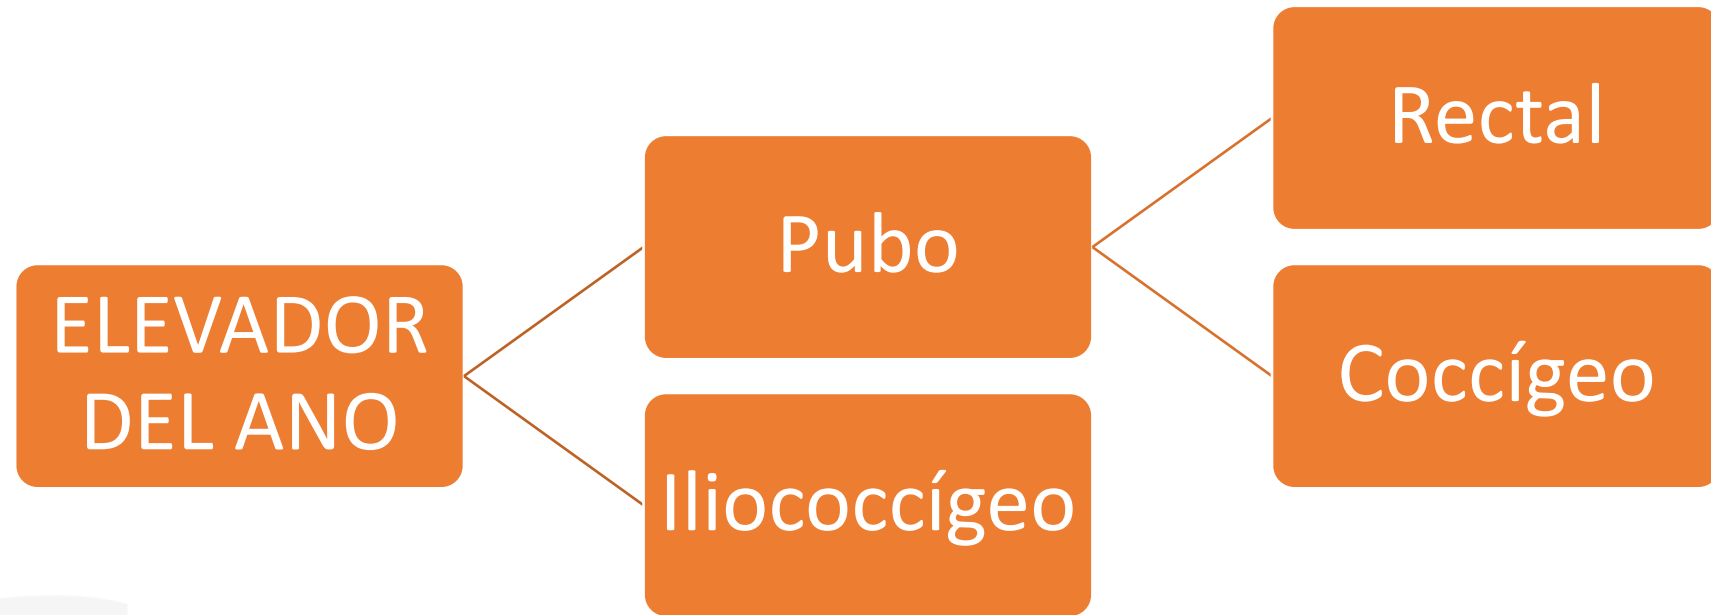 ELEVADOR
DEL ANO
Pubo
Iliococcígeo
Rectal
Coccígeo